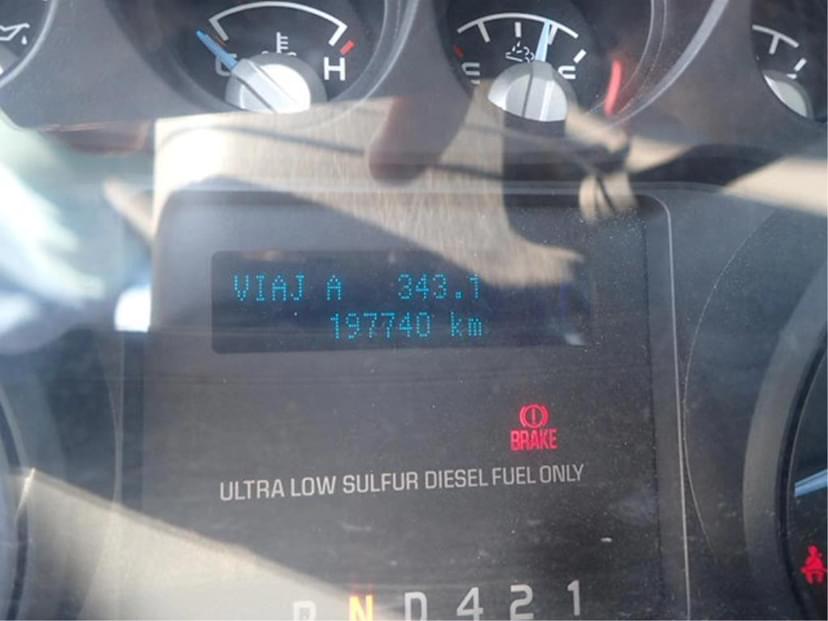 C H
E F
VIAJ A 343.1
197740 km
BRAKE
ULTRA LOW SULFUR DIESEL FUEL ONLY
R N D 4 2 1